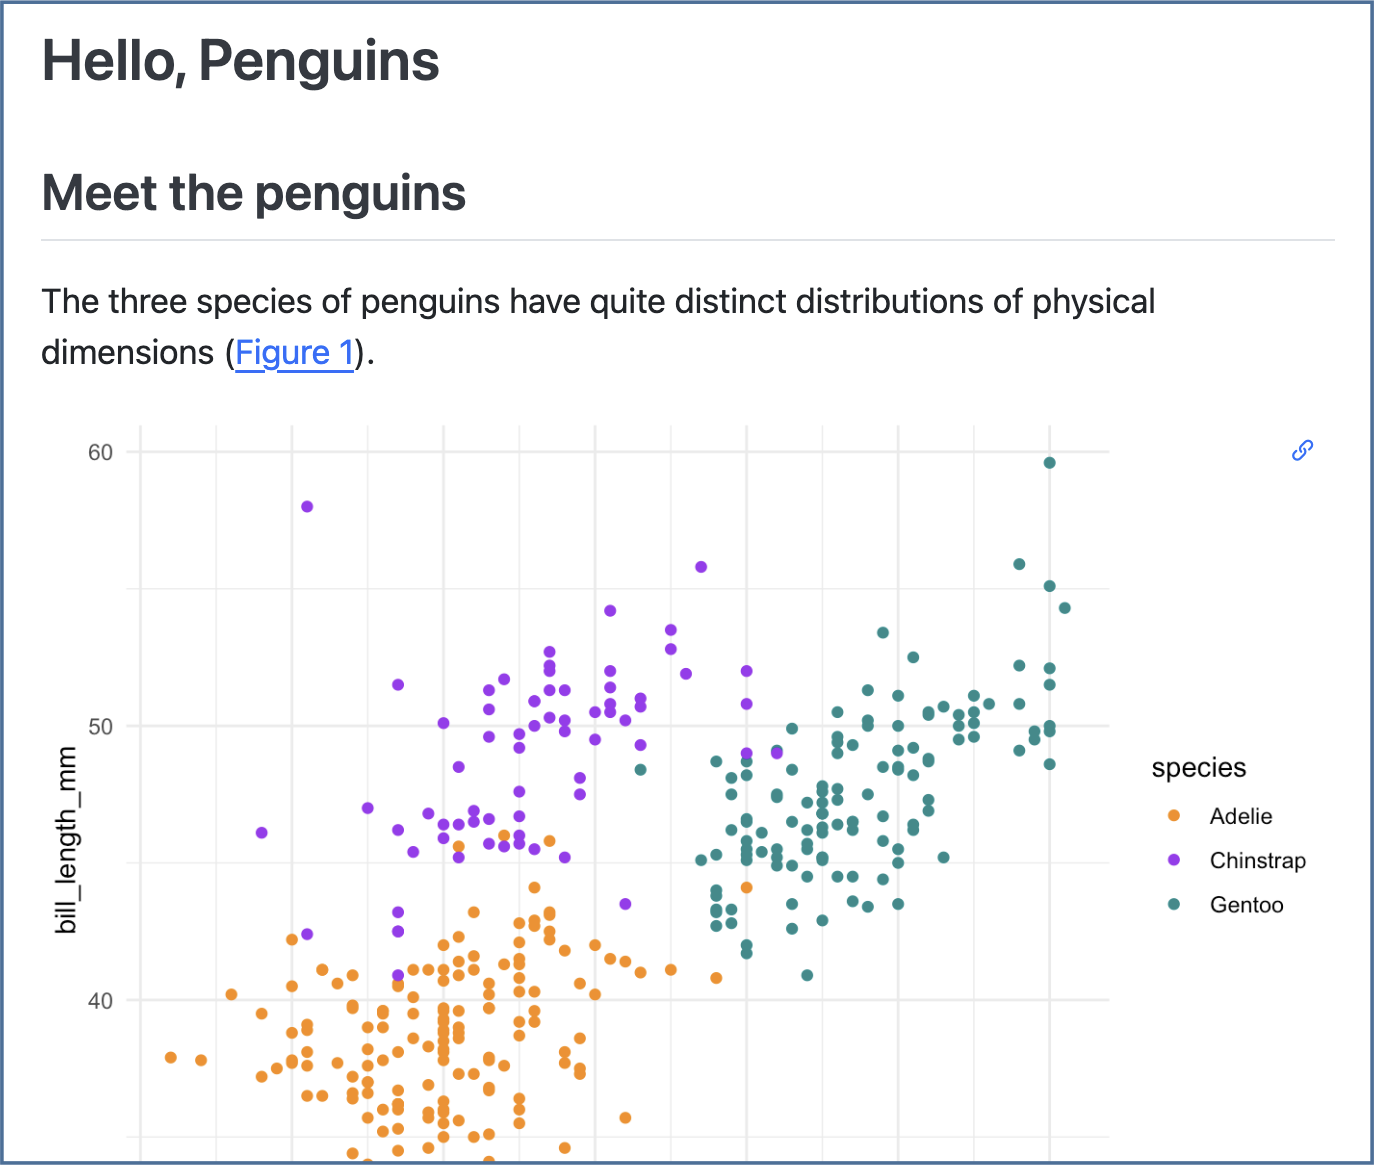 Hello, Penguins
Meet the penguins
The three species of penguins have quite distinct distributions of physical
dimensions (Figure 1).
60
50
40
bill_length_mm
species
Adelie
Chinstrap
Gentoo